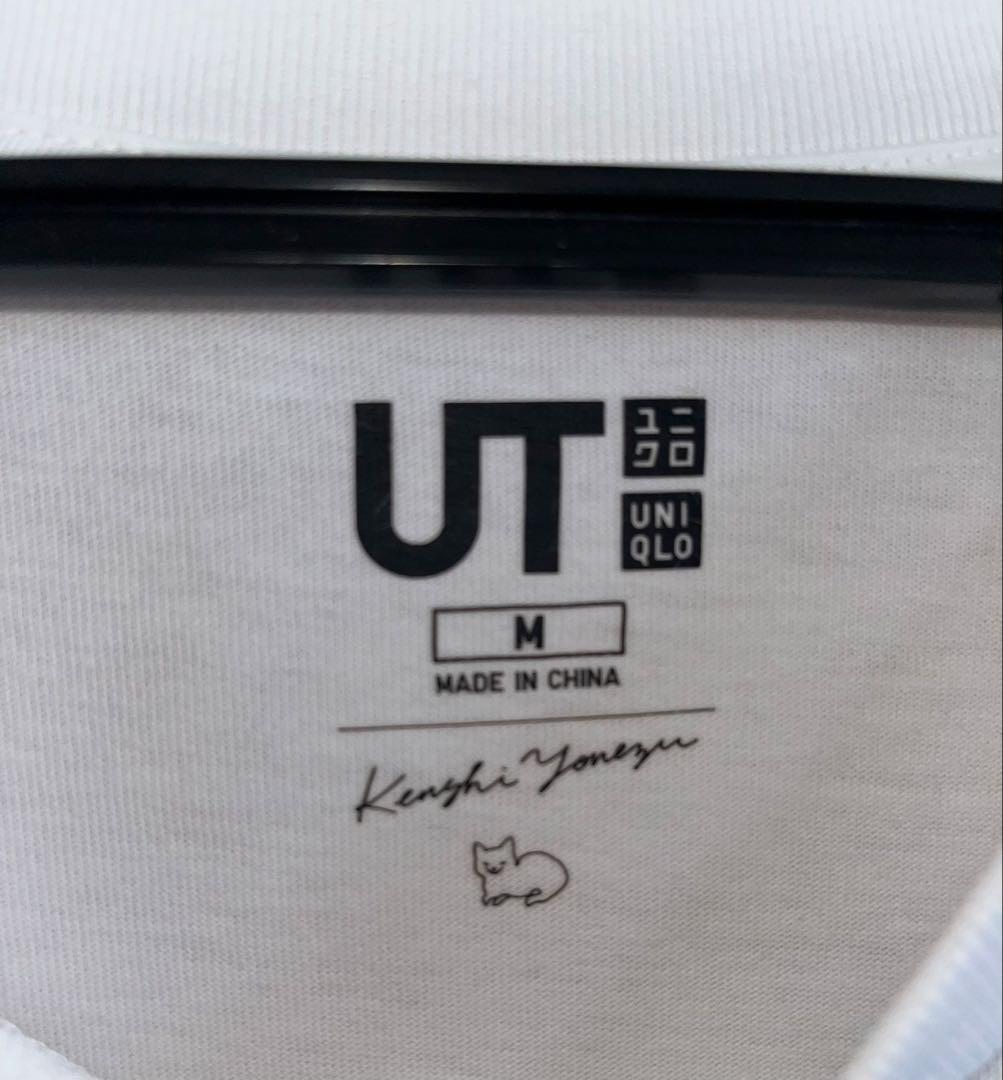 UT
ユニ
クロ
UNI
QLO
M
MADE IN CHINA
Kenshi Yonezu